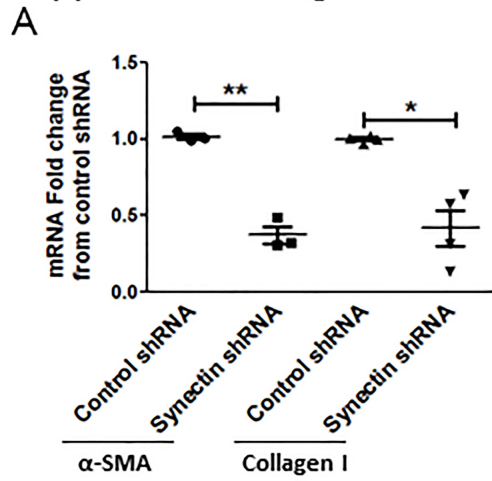 A
mRNA Fold change
from control shRNA
1.5
1.0
0.5
0.0
**
*
Control shRNA
Synectin shRNA
Control shRNA
Synectin shRNA
α-SMA
Collagen I